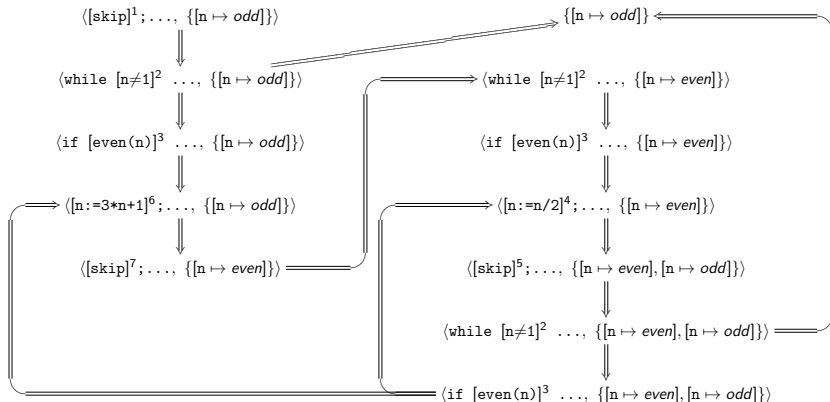 ⟨[skip]¹;..., {[n ↦ odd]}⟩
{[n ↦ odd]}
⟨while [n≠1]² ..., {[n ↦ odd]}⟩
⟨while [n≠1]² ..., {[n ↦ even]}⟩
⟨if [even(n)]³ ..., {[n ↦ odd]}⟩
⟨if [even(n)]³ ..., {[n ↦ even]}⟩
⟨[n:=3*n+1]⁶;..., {[n ↦ odd]}⟩
⟨[n:=n/2]⁴;..., {[n ↦ even]}⟩
⟨[skip]⁷;..., {[n ↦ even]}⟩
⟨[skip]⁵;..., {[n ↦ even],[n ↦ odd]}⟩
⟨while [n≠1]² ..., {[n ↦ even],[n ↦ odd]}⟩
⟨if [even(n)]³ ..., {[n ↦ even],[n ↦ odd]}⟩